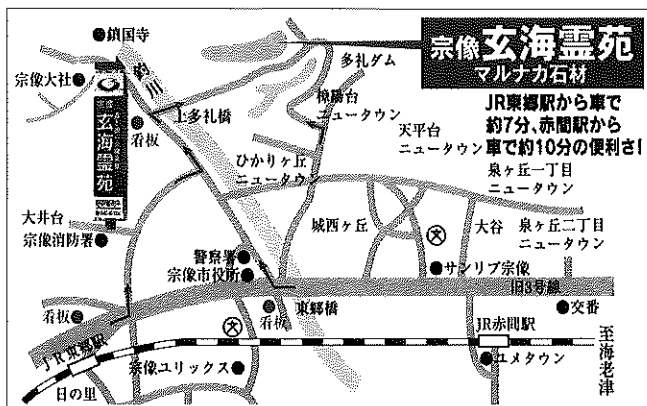 鎮国寺
釣川
多礼ダム
宗像 玄海霊苑
マルナカ石材
JR東郷駅から車で
約7分、赤間駅から
車で約10分の便利さ!
宗像大社
玄海霊苑
看板
上多礼橋
ニュータウン
天平台
ニュータウン
ひかりヶ丘
ニュータウン
泉ヶ丘一丁目
ニュータウン
大井台
宗像消防署
城西ヶ丘
文
大谷
泉ヶ丘二丁目
ニュータウン
警察署
宗像市役所
サンリブ宗像
旧3号線
看板
文
看板
東郷橋
交番
JR東郷駅
JR赤間駅
至海老津
日の里
宗像ユリックス
ユメタウン